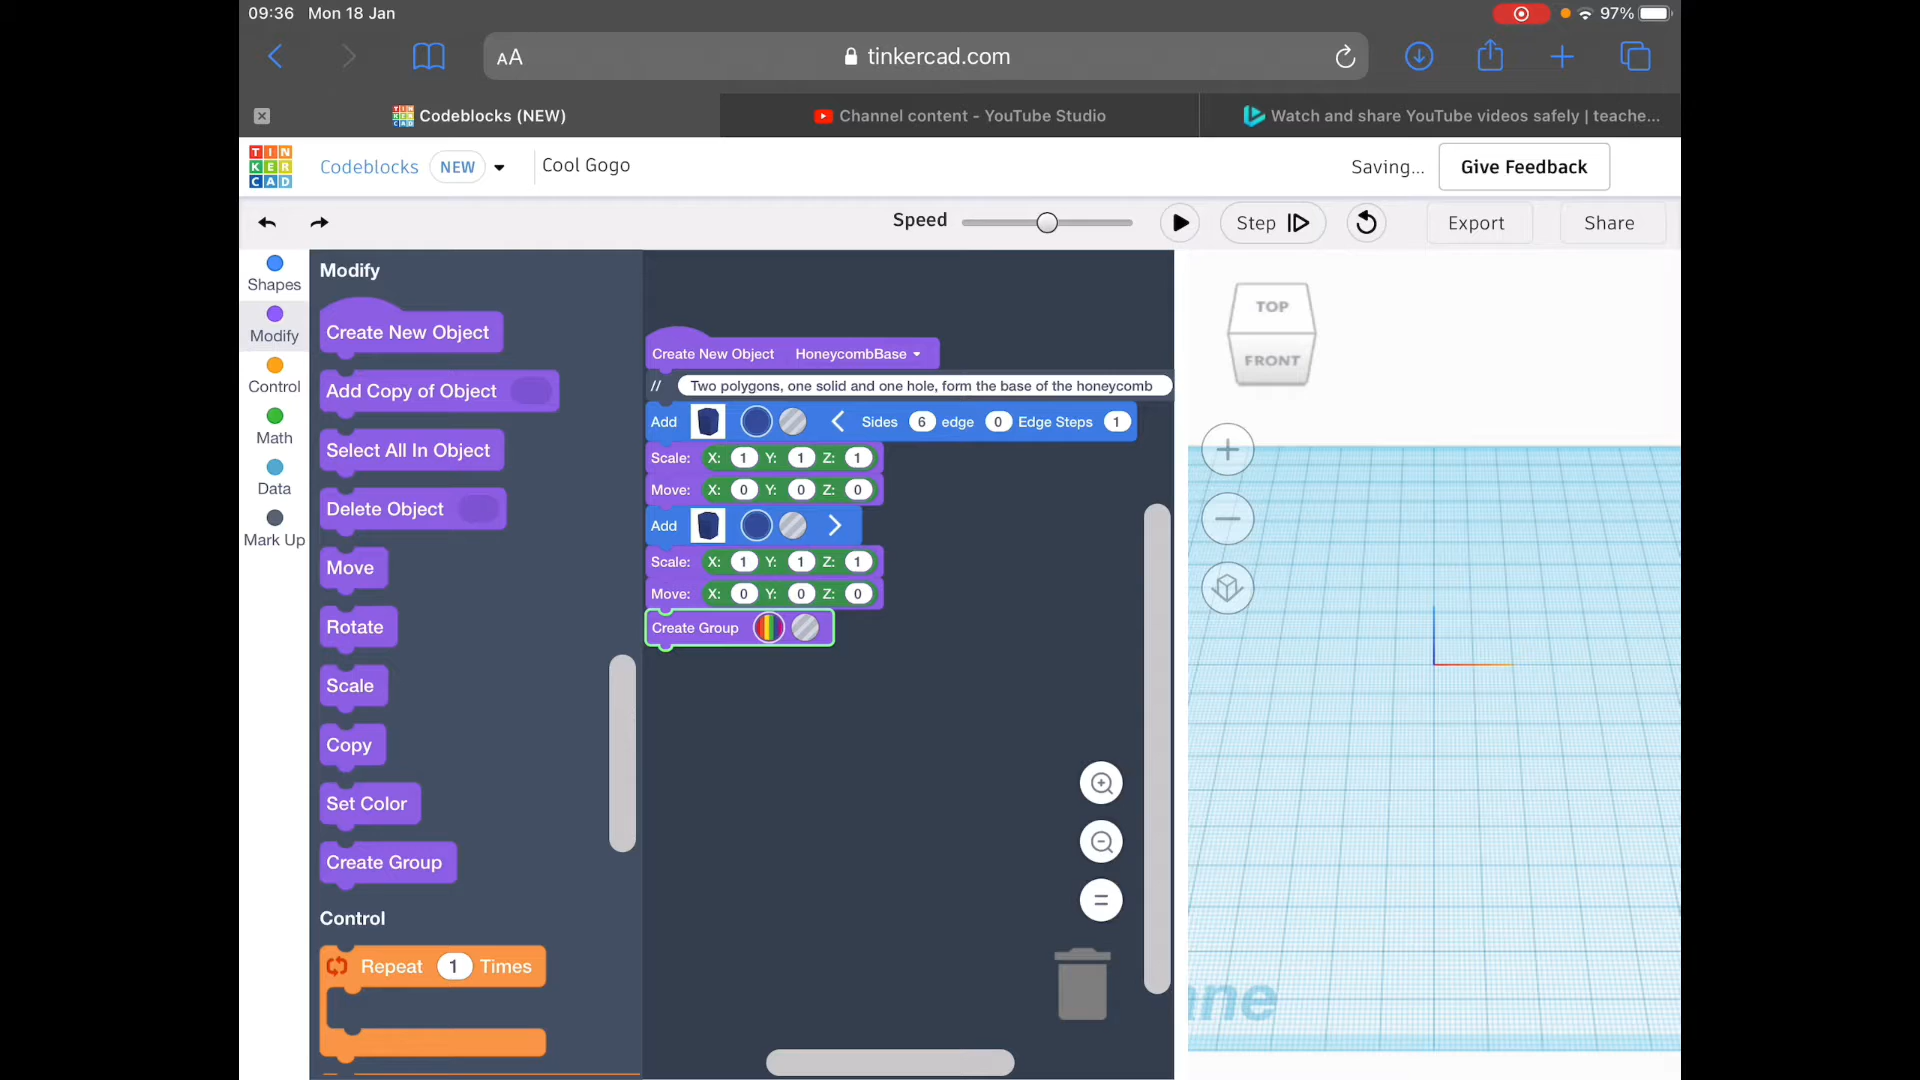 09:36 Mon 18 Jan 97%
AA tinkercad.com
Codeblocks (NEW) Channel content - YouTube Studio Watch and share YouTube videos safely | teache...
TIN
KER
CAD
Codeblocks NEW Cool Gogo Saving... Give Feedback
Speed Step Export Share
Shapes
Modify
Control
Math
Data
Mark Up
Modify
Create New Object
Add Copy of Object
Select All In Object
Delete Object
Move
Rotate
Scale
Copy
Set Color
Create Group
Control
Repeat 1 Times
Create New Object HoneycombBase
// Two polygons, one solid and one hole, form the base of the honeycomb
Add Sides 6 edge 0 Edge Steps 1
Scale: X: 1 Y: 1 Z: 1
Move: X: 0 Y: 0 Z: 0
Add
Scale: X: 1 Y: 1 Z: 1
Move: X: 0 Y: 0 Z: 0
Create Group
TOP
FRONT
ane